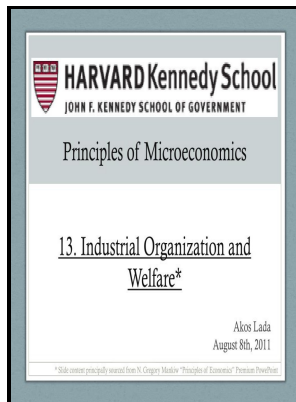 HARVARD Kennedy School
JOHN F. KENNEDY SCHOOL OF GOVERNMENT
Principles of Microeconomics
13. Industrial Organization and
Welfare*
Akos Lada
August 8th, 2011
* Slide content principally sourced from N. Gregory Mankiw "Principles of Economics" Premium PowerPoint